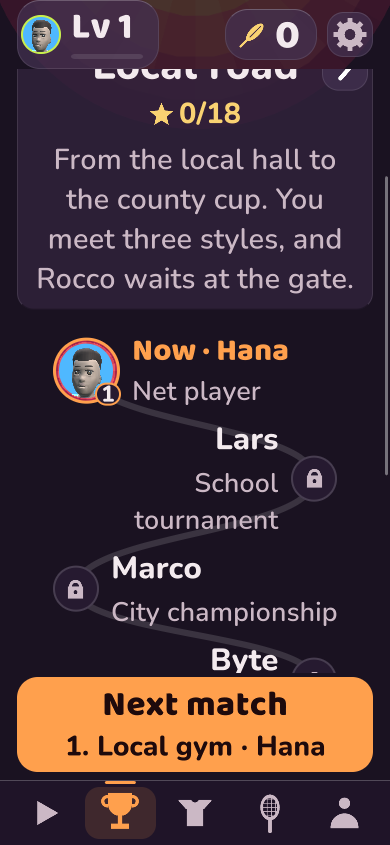 Lv 1
0
Local road
0/18
From the local hall to
the county cup. You
meet three styles, and
Rocco waits at the gate.
Now · Hana
1
Net player
Lars
School
tournament
Marco
City championship
Byte
Next match
1. Local gym · Hana